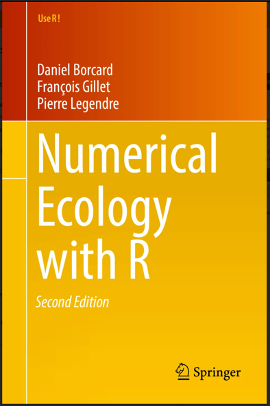 Use R!
Daniel Borcard
François Gillet
Pierre Legendre
Numerical
Ecology
with R
Second Edition
Springer